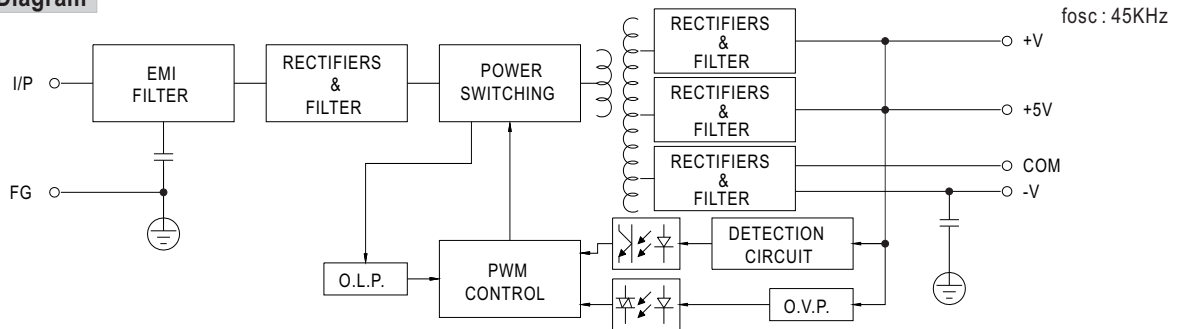 Diagram
fosc : 45KHz
I/P
EMI
FILTER
RECTIFIERS
&
FILTER
POWER
SWITCHING
RECTIFIERS
&
FILTER
+V
RECTIFIERS
&
FILTER
+5V
RECTIFIERS
&
FILTER
COM
-V
FG
O.L.P.
PWM
CONTROL
DETECTION
CIRCUIT
O.V.P.